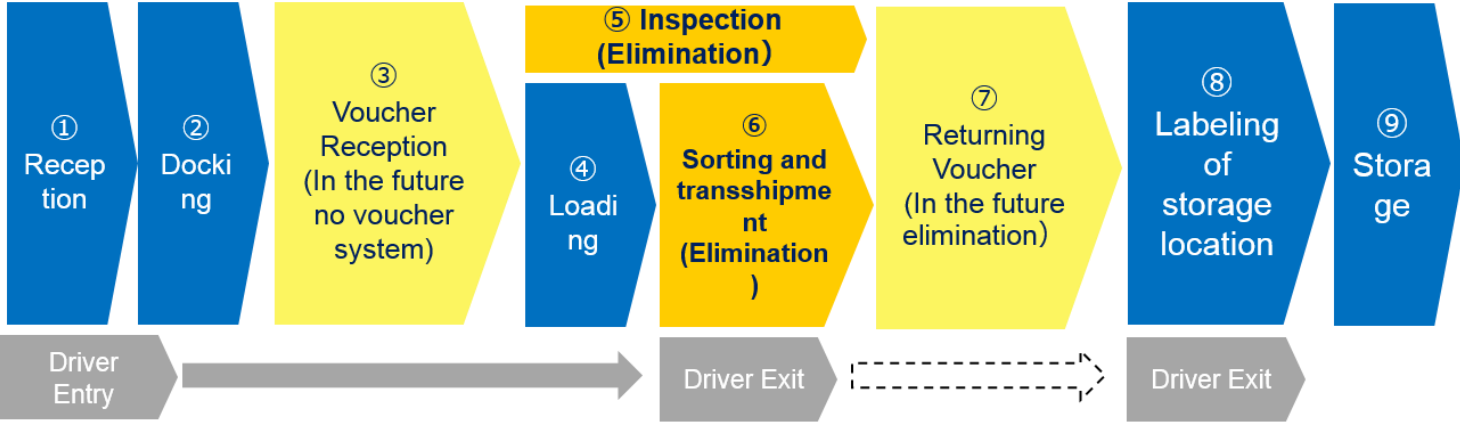 ①
Recep
tion
②
Docki
ng
③
Voucher
Reception
(In the future
no voucher
system)
④
Loadi
ng
⑤ Inspection
(Elimination）
⑥
Sorting and
transshipme
nt
(Elimination
)
⑦
Returning
Voucher
(In the future
elimination）
⑧
Labeling
of
storage
location
⑨
Stora
ge
Driver
Entry
Driver Exit
Driver Exit